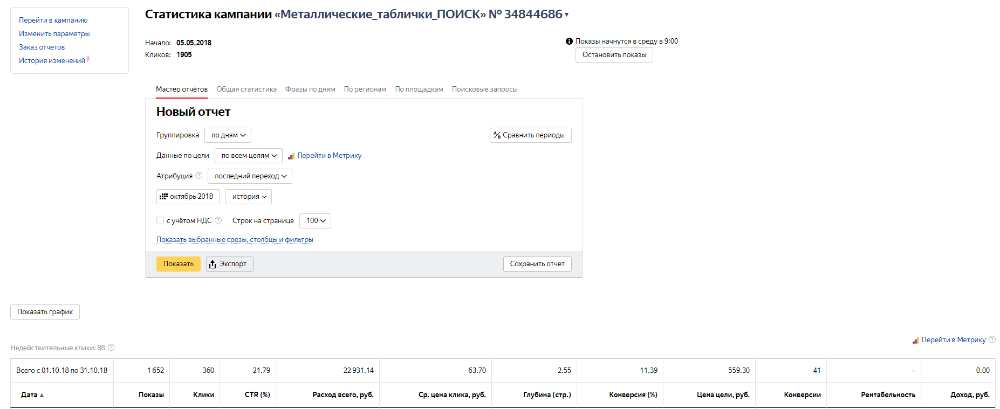 Перейти в кампанию
Изменить параметры
Заказ отчетов
История изменений β
Статистика кампании «Металлические_таблички_ПОИСК» № 34844686
Начало: 05.05.2018
Кликов: 1905
Показы начнутся в среду в 9:00
Остановить показы
Мастер отчётов Общая статистика Фразы по дням По регионам По площадкам Поисковые запросы
Новый отчет
Группировка по дням
A/B Сравнить периоды
Данные по цели по всем целям Перейти в Метрику
Атрибуция ? последний переход
октябрь 2018 история
с учётом НДС ? Строк на странице 100
Показать выбранные срезы, столбцы и фильтры
Показать Экспорт Сохранить отчет
Показать график
Перейти в Метрику ?
Недействительные клики: 88 ?
Всего с 01.10.18 по 31.10.18 1 652 360 21.79 22 931.14 63.70 2.55 11.39 559.30 41 – 0.00
Дата ▲ Показы Клики CTR (%) Расход всего, руб. Ср. цена клика, руб. Глубина (стр.) Конверсия (%) Цена цели, руб. Конверсии Рентабельность Доход, руб.